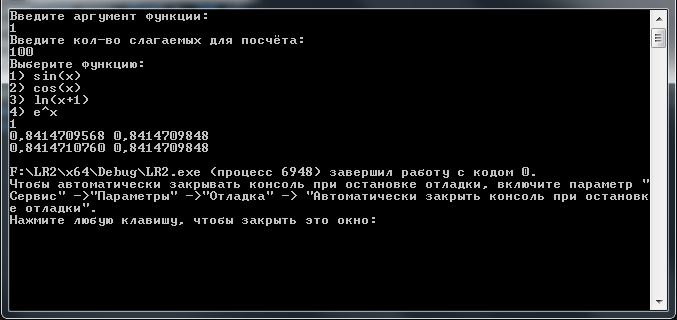 Введите аргумент функции:
1
Введите кол-во слагаемых для посчёта:
100
Выберите функцию:
1) sin(x)
2) cos(x)
3) ln(x+1)
4) e^x
1
0,8414709568 0,8414709848
0,8414710760 0,8414709848
F:\LR2\x64\Debug\LR2.exe (процесс 6948) завершил работу с кодом 0.
Чтобы автоматически закрывать консоль при остановке отладки, включите параметр "
Сервис" ->"Параметры" ->"Отладка" -> "Автоматически закрыть консоль при остановк
е отладки".
Нажмите любую клавишу, чтобы закрыть это окно: